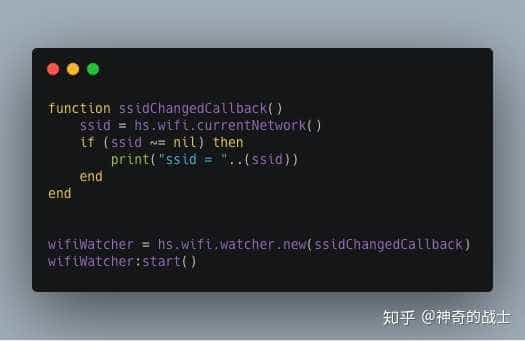 function ssidChangedCallback()
    ssid = hs.wifi.currentNetwork()
    if (ssid ~= nil) then
        print("ssid = "..(ssid))
    end
end

wifiWatcher = hs.wifi.watcher.new(ssidChangedCallback)
wifiWatcher:start()
知乎 @神奇的战士